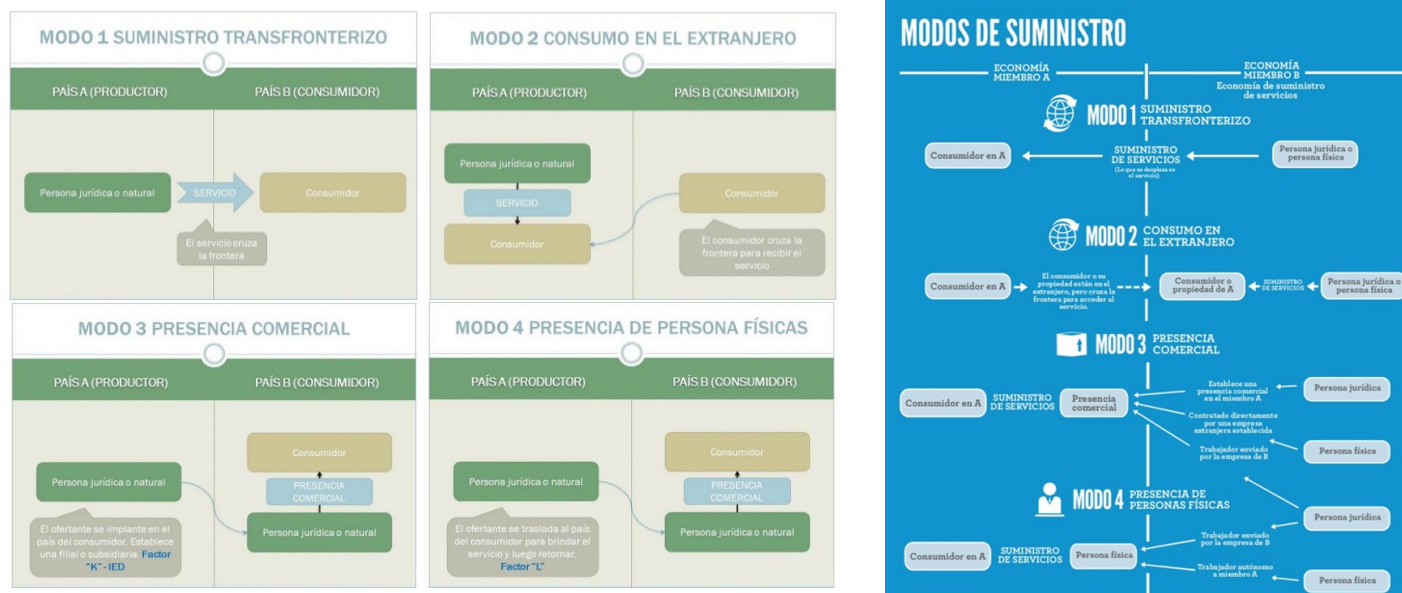 MODO 1 SUMINISTRO TRANSFRONTERIZO
PAÍS A (PRODUCTOR)
PAÍS B (CONSUMIDOR)
Persona jurídica o natural
SERVICIO
Consumidor
El servicio cruza
la frontera
MODO 2 CONSUMO EN EL EXTRANJERO
PAÍS A (PRODUCTOR)
PAÍS B (CONSUMIDOR)
Persona jurídica o natural
SERVICIO
Consumidor
Consumidor
El consumidor cruza la
frontera para recibir el
servicio
MODO 3 PRESENCIA COMERCIAL
PAÍS A (PRODUCTOR)
PAÍS B (CONSUMIDOR)
Consumidor
Persona jurídica o natural
PRESENCIA
COMERCIAL
El ofertante se implante en el
país del consumidor. Establece
una filial o subsidiaria. Factor
"K" - IED
Persona jurídica o natural
MODO 4 PRESENCIA DE PERSONA FÍSICAS
PAÍS A (PRODUCTOR)
PAÍS B (CONSUMIDOR)
Consumidor
Persona jurídica o natural
PRESENCIA
COMERCIAL
El ofertante se traslada al país
del consumidor para brindar el
servicio y luego retornar.
Factor "L"
Persona jurídica o natural
MODOS DE SUMINISTRO
ECONOMÍA
MIEMBRO A
ECONOMÍA
MIEMBRO B
Economía de suministro
de servicios
MODO 1 SUMINISTRO
TRANSFRONTERIZO
Consumidor en A
SUMINISTRO
DE SERVICIOS
(Lo que se desplaza es
el servicio)
Persona jurídica o
persona física
MODO 2 CONSUMO EN
EL EXTRANJERO
Consumidor en A
El consumidor o su
propiedad están en el
extranjero, pero cruza la
frontera para acceder al
servicio.
Consumidor o
propiedad de A
SUMINISTRO
DE SERVICIOS
Persona jurídica o
persona física
MODO 3 PRESENCIA
COMERCIAL
Consumidor en A
SUMINISTRO
DE SERVICIOS
Presencia
comercial
Establece una
presencia comercial
en el miembro A
Persona jurídica
Contratado directamente
por una empresa
extranjera establecida
Trabajador enviado
por la empresa de B
Persona física
MODO 4 PRESENCIA DE
PERSONAS FÍSICAS
Persona jurídica
Consumidor en A
SUMINISTRO
DE SERVICIOS
Persona física
Trabajador enviado
por la empresa de B
Trabajador autónomo
a miembro A
Persona física